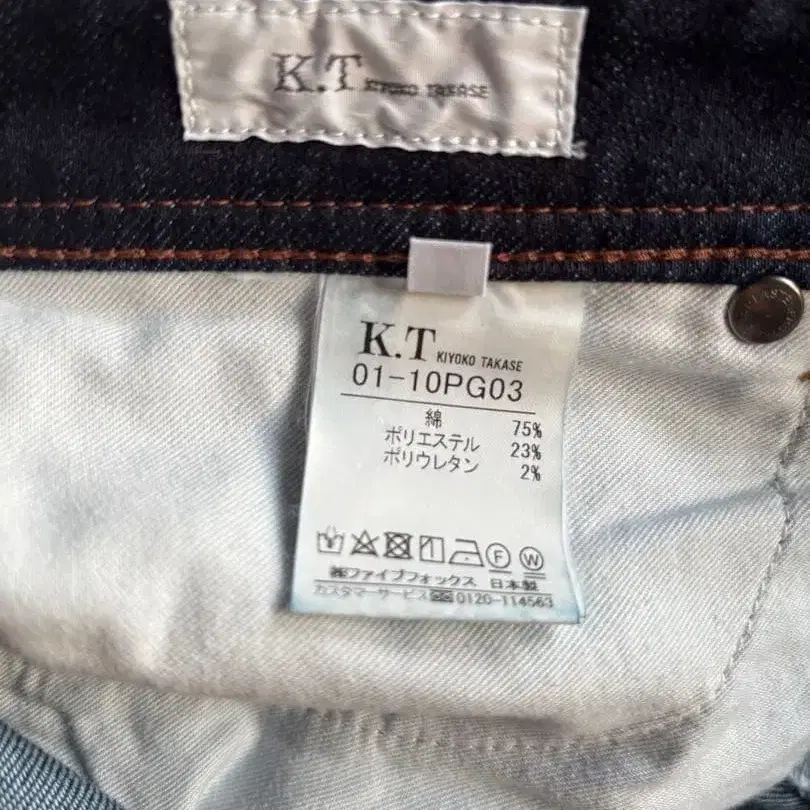 K.T KIYOKO TAKASE
K.T KIYOKO TAKASE
01-10PG03
綿 75%
ポリエステル 23%
ポリウレタン 2%
F W
㈱ファイブフォックス 日本製
カスタマーサービス 0120-114563